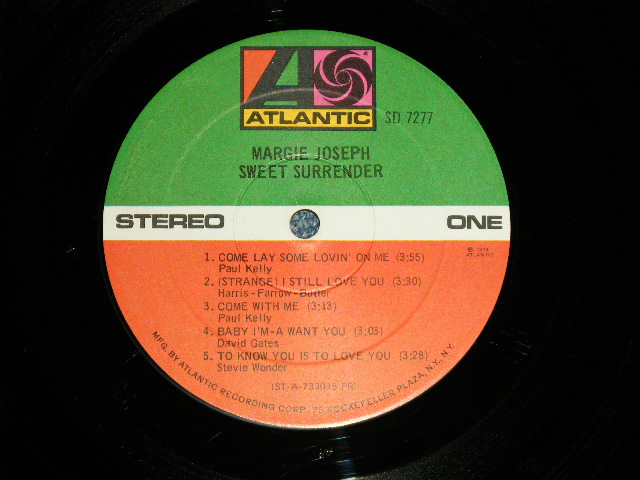 ATLANTIC
SD 7277
MARGIE JOSEPH
SWEET SURRENDER
STEREO
ONE
1. COME LAY SOME LOVIN' ON ME (3:55)
Paul Kelly
2. (STRANGE) I STILL LOVE YOU (3:30)
Harris-Farrow-Butler
3. COME WITH ME (3:13)
Paul Kelly
4. BABY I'M-A WANT YOU (3:03)
David Gates
5. TO KNOW YOU IS TO LOVE YOU (3:28)
Stevie Wonder
℗ 1974
ATLANTIC
(ST-A-733015 PR)
MFG. BY ATLANTIC RECORDING CORP., 75 ROCKEFELLER PLAZA, N.Y., N.Y.